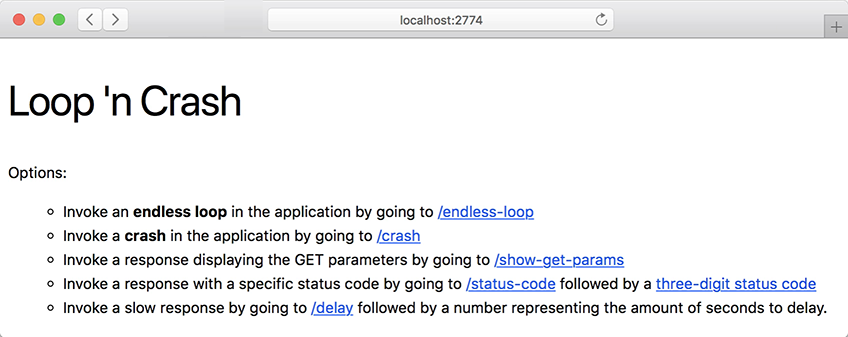 localhost:2774
Loop 'n Crash
Options:
Invoke an endless loop in the application by going to /endless-loop
Invoke a crash in the application by going to /crash
Invoke a response displaying the GET parameters by going to /show-get-params
Invoke a response with a specific status code by going to /status-code followed by a three-digit status code
Invoke a slow response by going to /delay followed by a number representing the amount of seconds to delay.